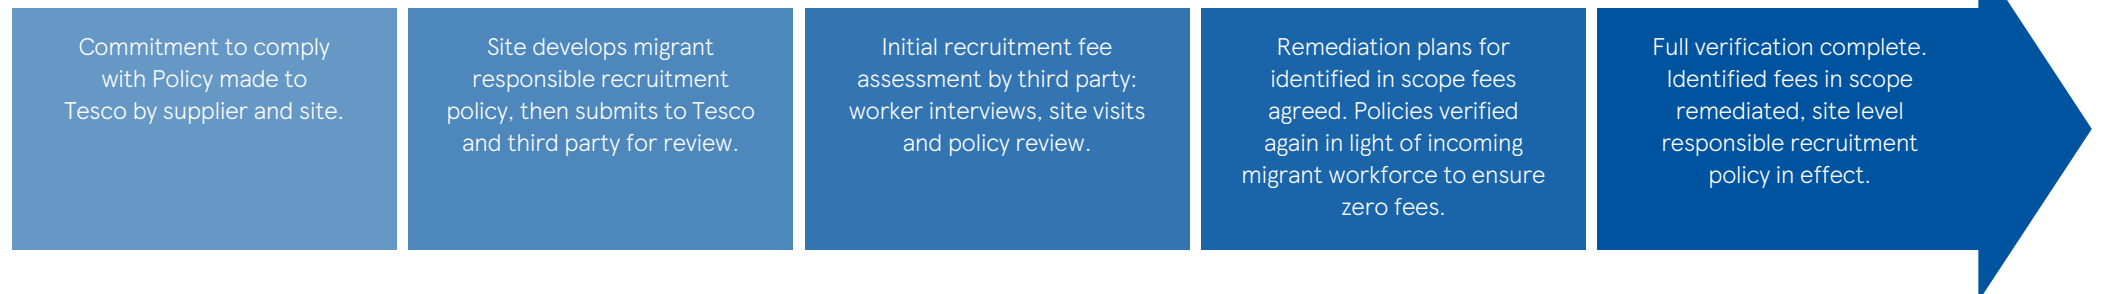 Commitment to comply
with Policy made to
Tesco by supplier and site.
Site develops migrant
responsible recruitment
policy, then submits to Tesco
and third party for review.
Initial recruitment fee
assessment by third party:
worker interviews, site visits
and policy review.
Remediation plans for
identified in scope fees
agreed. Policies verified
again in light of incoming
migrant workforce to ensure
zero fees.
Full verification complete.
Identified fees in scope
remediated, site level
responsible recruitment
policy in effect.